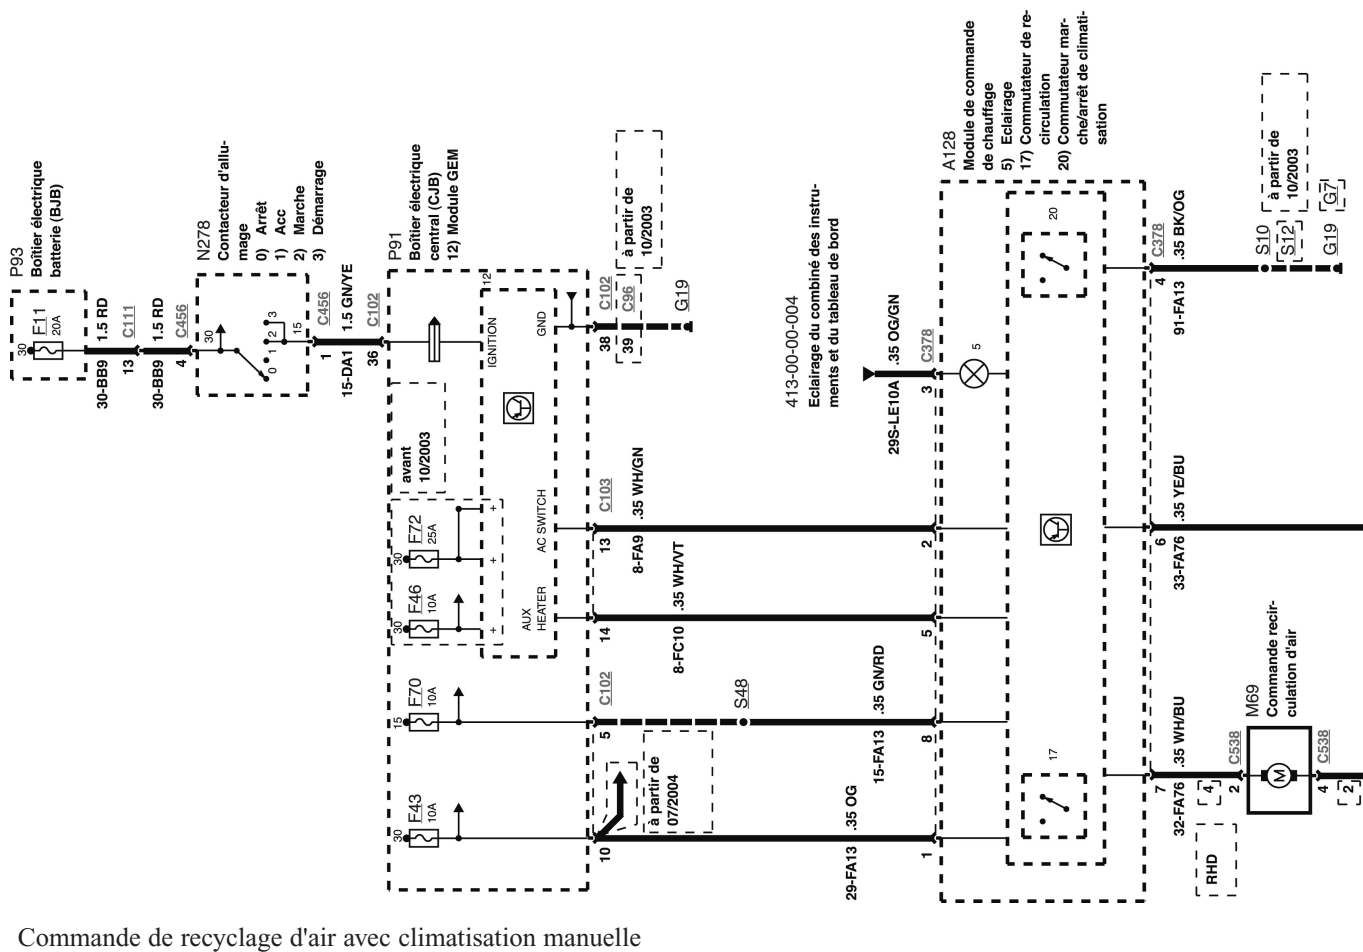 P93
Boîtier électrique
batterie (BJB)
30
F11
20A
30-BB9
1.5 RD
13
C111
30-BB9
1.5 RD
4
C456
N278
Contacteur d'allu-
mage
0) Arrêt
1) Acc
2) Marche
3) Démarrage
30
0
1
2
3
15
C456
1
15-DA1
1.5 GN/YE
36
C102
P91
Boîtier électrique
central (CJB)
12) Module GEM
12
IGNITION
GND
avant
10/2003
30
F72
25A
30
F46
10A
+
+
+
AC SWITCH
AUX
HEATER
15
F70
10A
30
F43
10A
38
C102
39
C96
à partir de
10/2003
G19
13
C103
8-FA9
.35 WH/GN
14
8-FC10
.35 WH/VT
5
C102
S48
à partir de
07/2004
10
15-FA13
.35 GN/RD
29-FA13
.35 OG
413-00-00-004
Eclairage du combiné des instru-
ments et du tableau de bord
29S-LE10A
.35 OG/GN
3
C378
2
5
8
1
A128
Module de commande
de chauffage
5) Eclairage
17) Commutateur de re-
circulation
20) Commutateur mar-
che/arrêt de climati-
sation
5
20
17
C378
4
91-FA13
.35 BK/OG
S10
S12
à partir de
10/2003
G19
G7
6
33-FA76
.35 YE/BU
7
32-FA76
.35 WH/BU
4
2
C538
RHD
M69
Commande recir-
culation d'air
M
4
C538
2
Commande de recyclage d'air avec climatisation manuelle